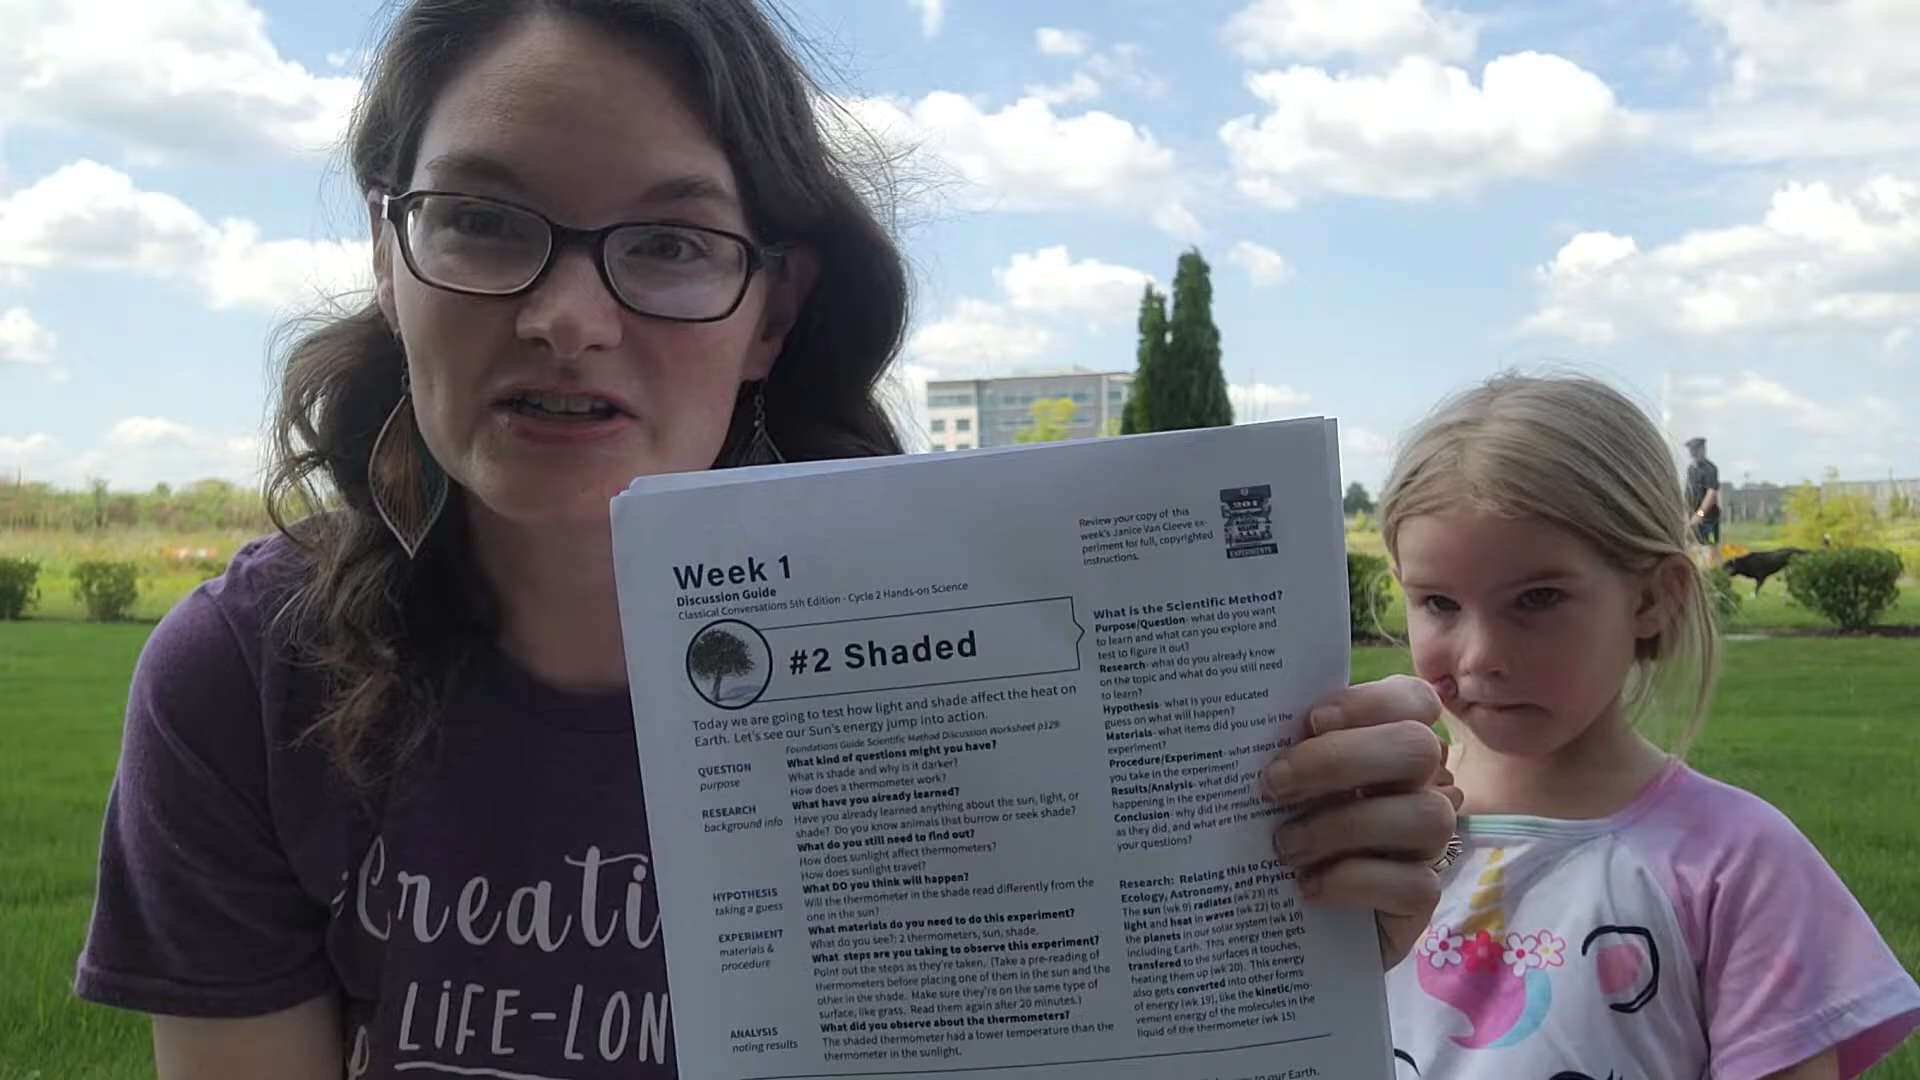 Week 1
Discussion Guide
Classical Conversations 5th Edition - Cycle 2 Hands-on Science
Review your copy of this
week's Janice Van Cleeve ex-
periment for full, copyrighted
instructions.
201
EXPERIMENTS
#2 Shaded
Today we are going to test how light and shade affect the heat on
Earth. Let's see our Sun's energy jump into action.
Foundations Guide Scientific Method Discussion Worksheet p129
QUESTION
purpose
What kind of questions might you have?
What is shade and why is it darker?
How does a thermometer work?
RESEARCH
background info
What have you already learned?
Have you already learned anything about the sun, light, or
shade? Do you know animals that burrow or seek shade?
What do you still need to find out?
How does sunlight affect thermometers?
How does sunlight travel?
HYPOTHESIS
taking a guess
What DO you think will happen?
Will the thermometer in the shade read differently from the
one in the sun?
EXPERIMENT
materials &
procedure
What materials do you need to do this experiment?
What do you see?: 2 thermometers, sun, shade.
What steps are you taking to observe this experiment?
Point out the steps as they're taken. (Take a pre-reading of
thermometers before placing one of them in the sun and the
other in the shade. Make sure they're on the same type of
surface, like grass. Read them again after 20 minutes.)
ANALYSIS
noting results
What did you observe about the thermometers?
The shaded thermometer had a lower temperature than the
thermometer in the sunlight.
What is the Scientific Method?
Purpose/Question- what do you want
to learn and what can you explore and
test to figure it out?
Research- what do you already know
on the topic and what do you still need
to learn?
Hypothesis- what is your educated
guess on what will happen?
Materials- what items did you use in the
experiment?
Procedure/Experiment- what steps did
you take in the experiment?
Results/Analysis- what did you
happening in the experiment?
Conclusion- why did the results
as they did, and what are the answers
your questions?
Research: Relating this to
Ecology, Astronomy, and Physics
The sun (wk 9) radiates (wk 23) its
light and heat in waves (wk 22) to all
the planets in our solar system (wk 10)
including Earth. This energy then gets
transfered to the surfaces it touches,
heating them up (wk 20). This energy
also gets converted into other forms
of energy (wk 19), like the kinetic/mo-
vement energy of the molecules in the
liquid of the thermometer (wk 15)
to our Earth.
Creati
LiFE-LON